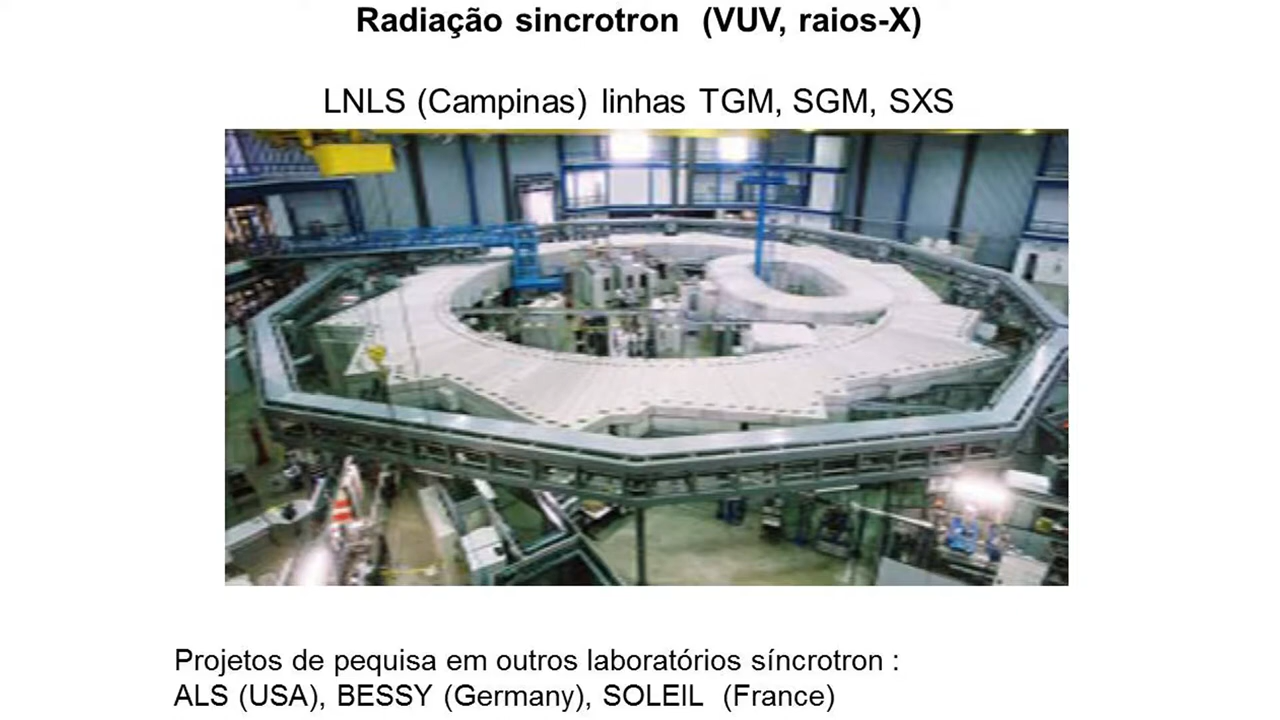 Radiação sincrotron (VUV, raios-X)
LNLS (Campinas) linhas TGM, SGM, SXS
Projetos de pequisa em outros laboratórios síncrotron :
ALS (USA), BESSY (Germany), SOLEIL (France)